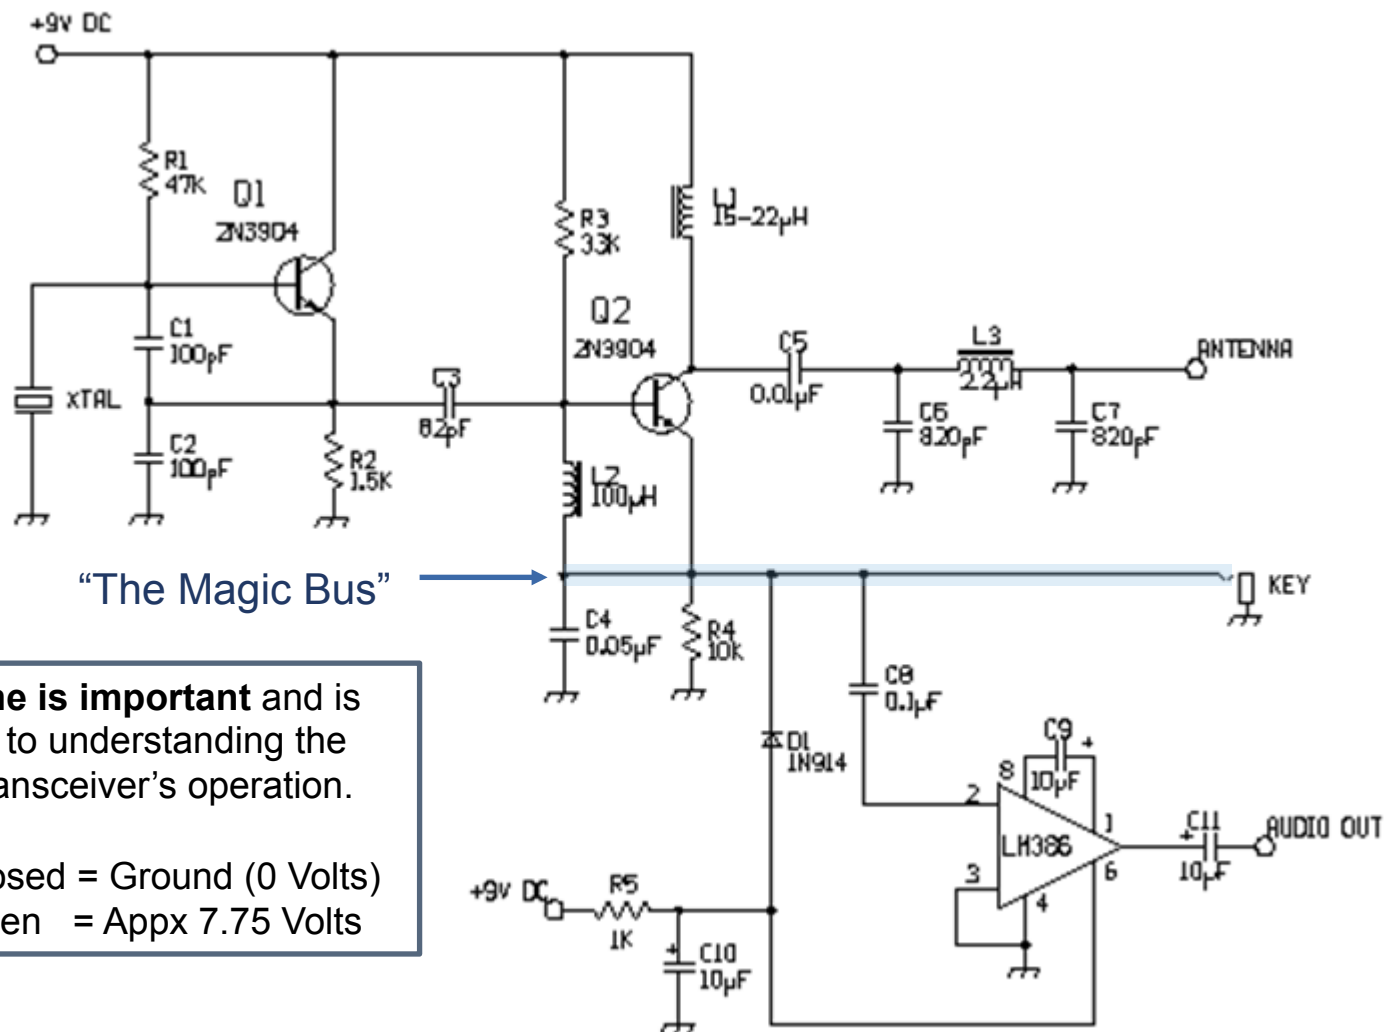 +9V DC
R1
47K
Q1
2N3904
R3
33K
L1
15-22µH
Q2
2N3904
C1
100pF
C3
82pF
C5
0.01µF
L3
2.2µH
ANTENNA
XTAL
C6
820pF
C7
820pF
C2
100pF
R2
1.5K
L2
100µH
“The Magic Bus”
KEY
C4
0.05µF
R4
10K
ne is important and is
to understanding the
ansceiver’s operation.
osed = Ground (0 Volts)
en = Appx 7.75 Volts
C8
0.1µF
D1
1N914
C9
+
10µF
8
2
1
LM386
3
6
4
+
C11
10µF
AUDIO OUT
+9V DC
R5
1K
+
C10
10µF